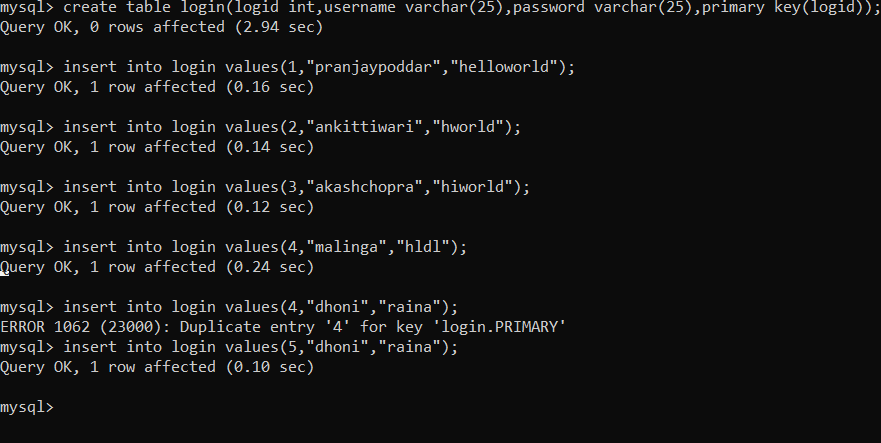 mysql> create table login(logid int,username varchar(25),password varchar(25),primary key(logid));
Query OK, 0 rows affected (2.94 sec)
mysql> insert into login values(1,"pranjaypoddar","helloworld");
Query OK, 1 row affected (0.16 sec)
mysql> insert into login values(2,"ankittiwari","hworld");
Query OK, 1 row affected (0.14 sec)
mysql> insert into login values(3,"akashchopra","hiworld");
Query OK, 1 row affected (0.12 sec)
mysql> insert into login values(4,"malinga","hldl");
Query OK, 1 row affected (0.24 sec)
mysql> insert into login values(4,"dhoni","raina");
ERROR 1062 (23000): Duplicate entry '4' for key 'login.PRIMARY'
mysql> insert into login values(5,"dhoni","raina");
Query OK, 1 row affected (0.10 sec)
mysql>